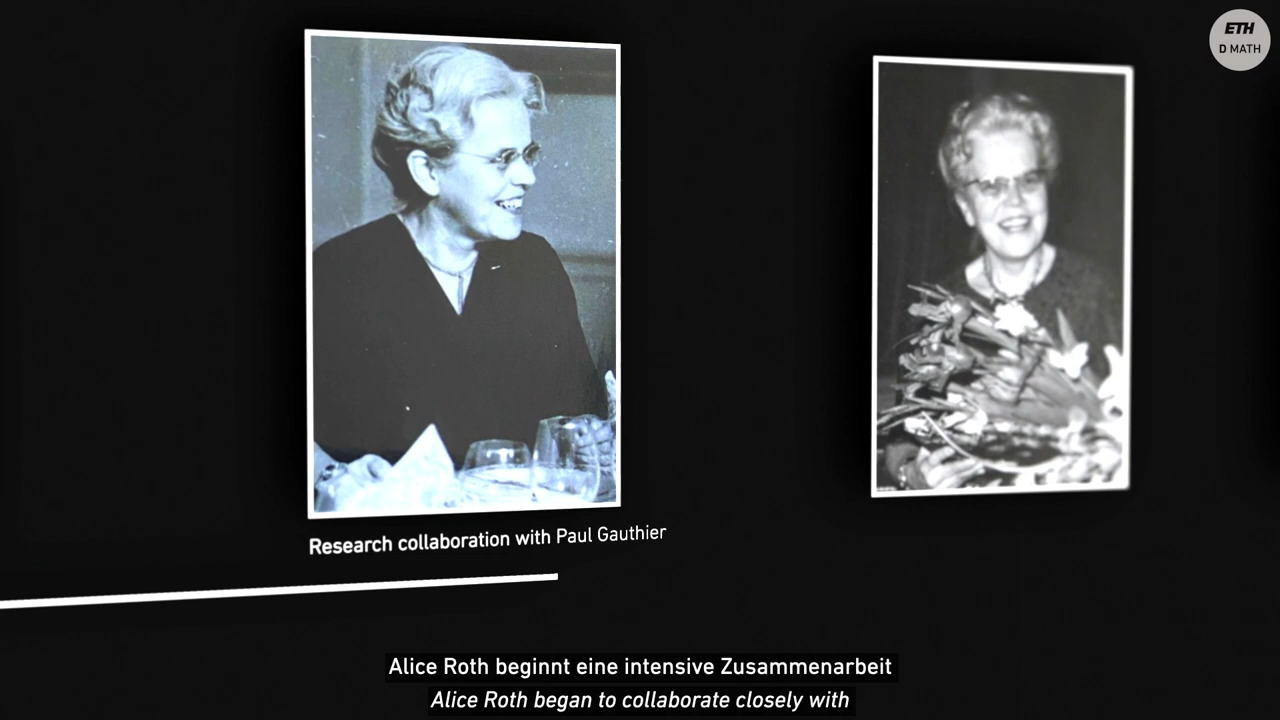 ETH
D MATH
Research collaboration with Paul Gauthier
Alice Roth beginnt eine intensive Zusammenarbeit
Alice Roth began to collaborate closely with